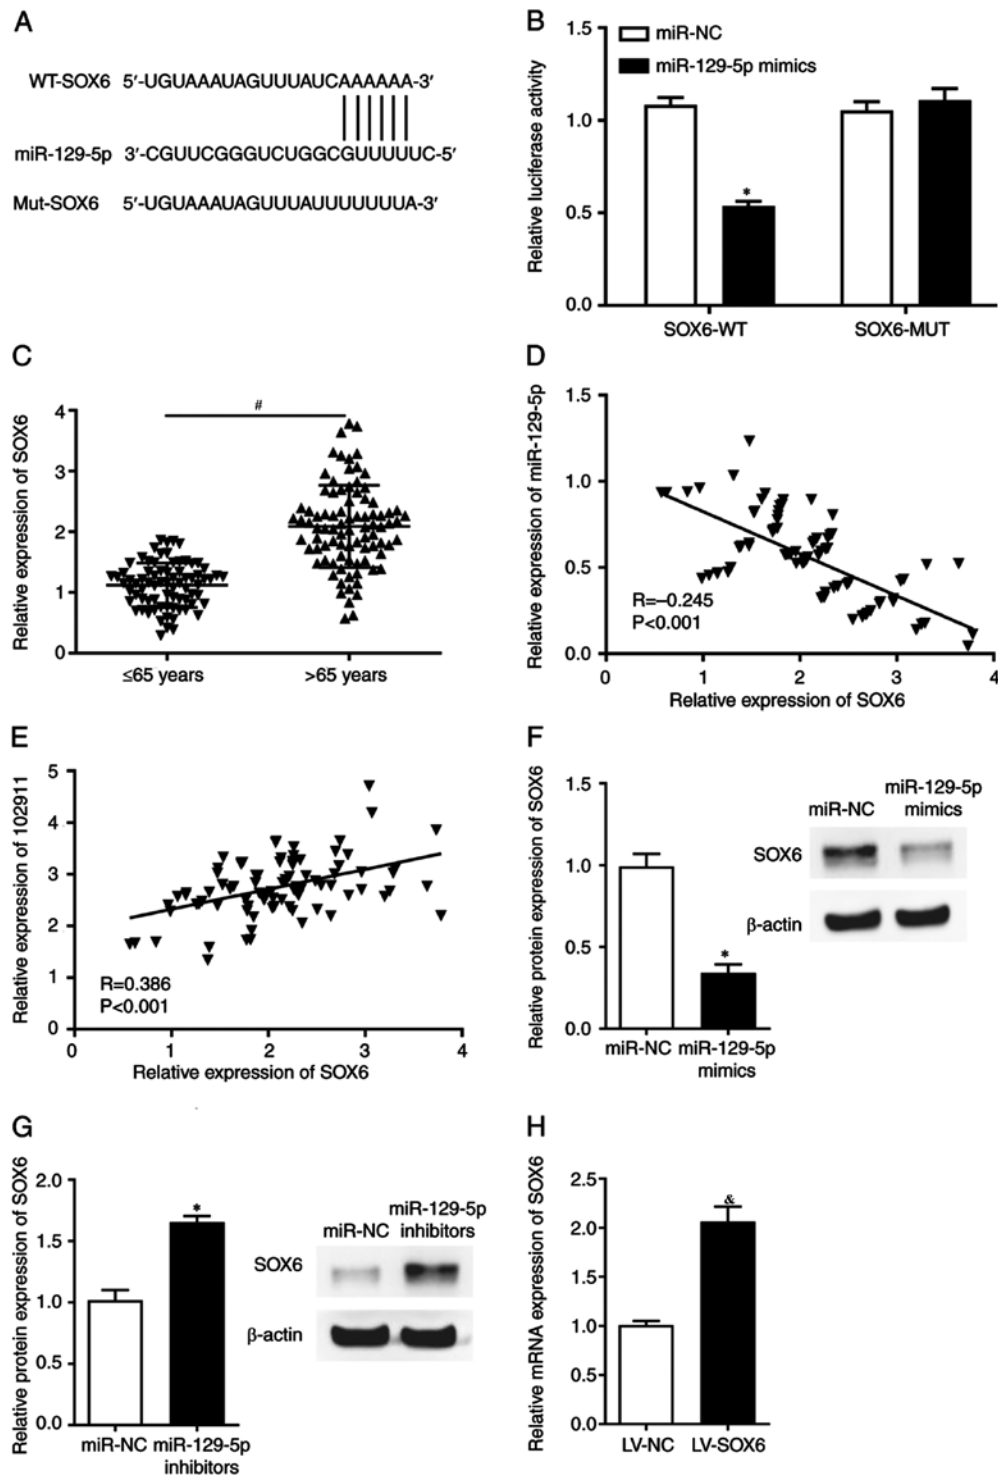 A
WT-SOX6 5′-UGUAAAUAGUUUAUCAAAAAA-3′
miR-129-5p 3′-CGUUCGGGUCUGGCGUUUUUC-5′
Mut-SOX6 5′-UGUAAAUAGUUUAUUUUUUUA-3′
B
Relative luciferase activity
1.5
1.0
0.5
0.0
miR-NC
miR-129-5p mimics
*
SOX6-WT
SOX6-MUT
C
Relative expression of SOX6
4
3
2
1
0
#
≤65 years
>65 years
D
Relative expression of miR-129-5p
1.5
1.0
0.5
0.0
R=–0.245
P<0.001
0 1 2 3 4
Relative expression of SOX6
E
Relative expression of 102911
5
4
3
2
1
0
R=0.386
P<0.001
0 1 2 3 4
Relative expression of SOX6
F
Relative protein expression of SOX6
1.5
1.0
0.5
0.0
*
miR-NC
miR-129-5p
mimics
miR-NC
miR-129-5p
mimics
SOX6
β-actin
G
Relative protein expression of SOX6
2.0
1.5
1.0
0.5
0.0
*
miR-NC
miR-129-5p
inhibitors
miR-NC
miR-129-5p
inhibitors
SOX6
β-actin
H
Relative mRNA expression of SOX6
2.5
2.0
1.5
1.0
0.5
0.0
&
LV-NC
LV-SOX6